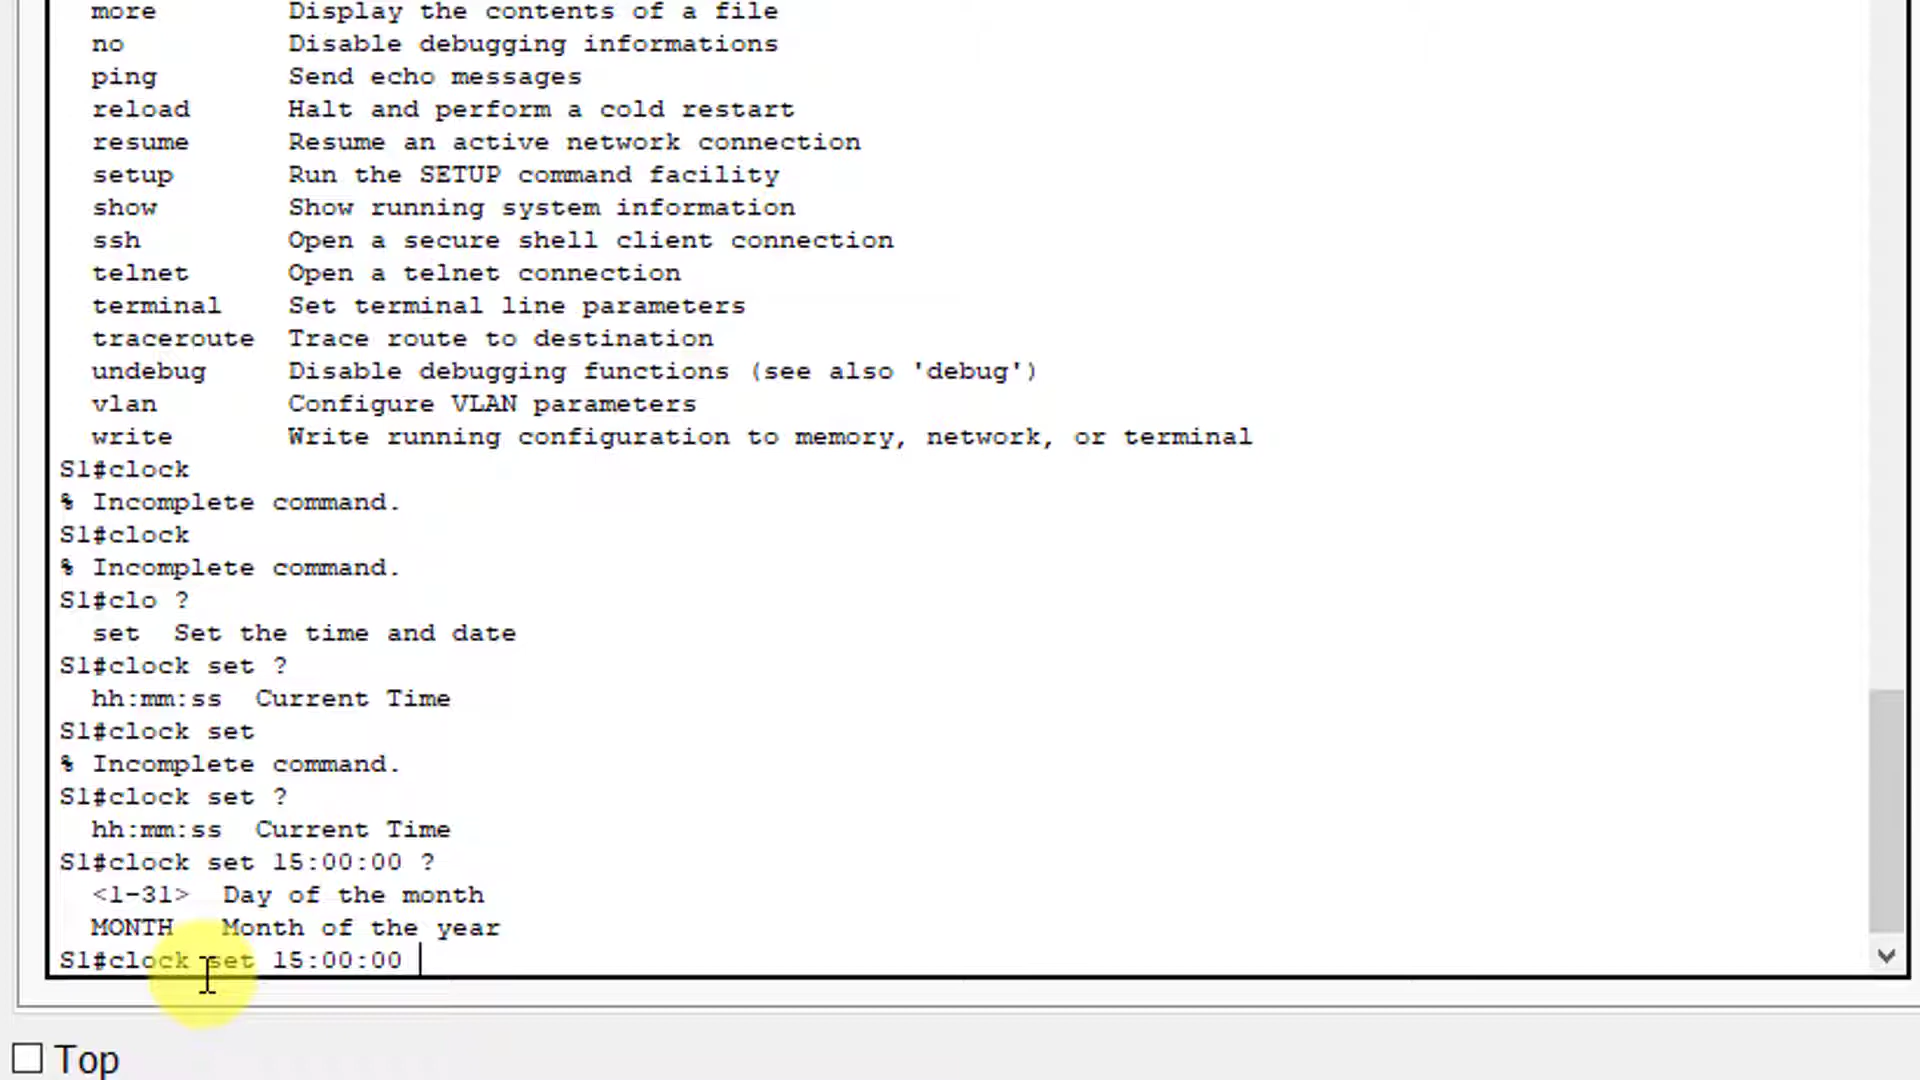 more Display the contents of a file
no Disable debugging informations
ping Send echo messages
reload Halt and perform a cold restart
resume Resume an active network connection
setup Run the SETUP command facility
show Show running system information
ssh Open a secure shell client connection
telnet Open a telnet connection
terminal Set terminal line parameters
traceroute Trace route to destination
undebug Disable debugging functions (see also 'debug')
vlan Configure VLAN parameters
write Write running configuration to memory, network, or terminal
S1#clock
% Incomplete command.
S1#clock
% Incomplete command.
S1#clo ?
set Set the time and date
S1#clock set ?
hh:mm:ss Current Time
S1#clock set
% Incomplete command.
S1#clock set ?
hh:mm:ss Current Time
S1#clock set 15:00:00 ?
<1-31> Day of the month
MONTH Month of the year
S1#clock set 15:00:00
Top